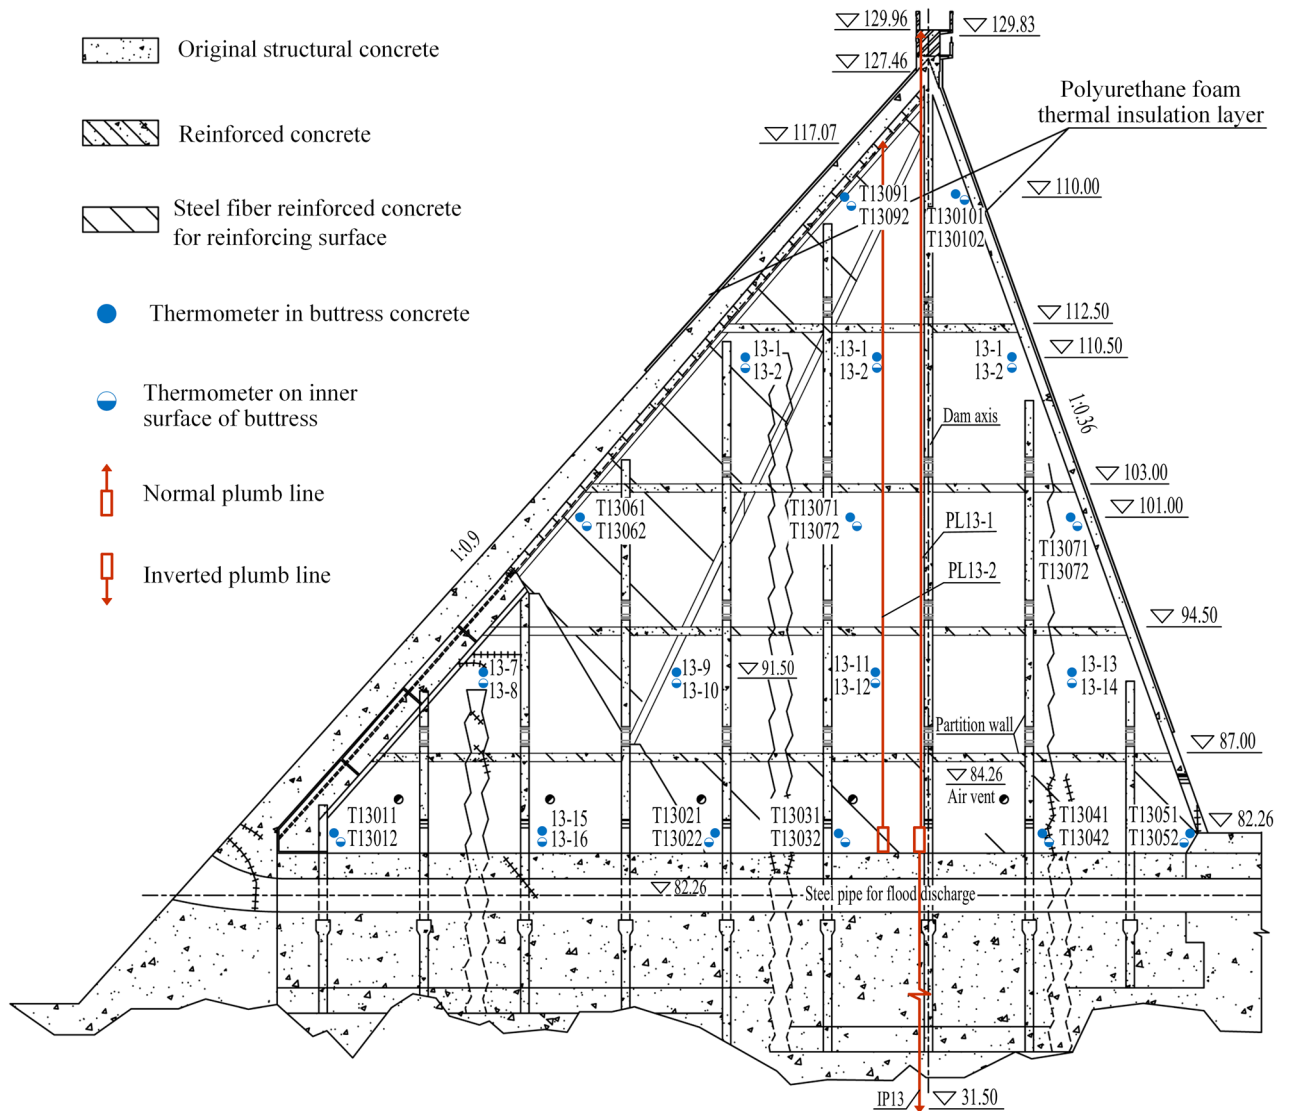 129.96
129.83
127.46
Original structural concrete
Polyurethane foam
thermal insulation layer
Reinforced concrete
117.07
110.00
T13091
T13092
T130101
T130102
Steel fiber reinforced concrete
for reinforcing surface
Thermometer in buttress concrete
112.50
110.50
13-1
13-2
13-1
13-2
13-1
13-2
Thermometer on inner
surface of buttress
1:0.36
Dam axis
103.00
101.00
Normal plumb line
T13061
T13062
T13071
T13072
PL13-1
T13071
T13072
1:0.9
Inverted plumb line
PL13-2
94.50
13-7
13-8
13-9
13-10
91.50
13-11
13-12
13-13
13-14
Partition wall
87.00
84.26
Air vent
T13011
T13012
13-15
13-16
T13021
T13022
T13031
T13032
T13041
T13042
T13051
T13052
82.26
82.26
Steel pipe for flood discharge
IP13
31.50